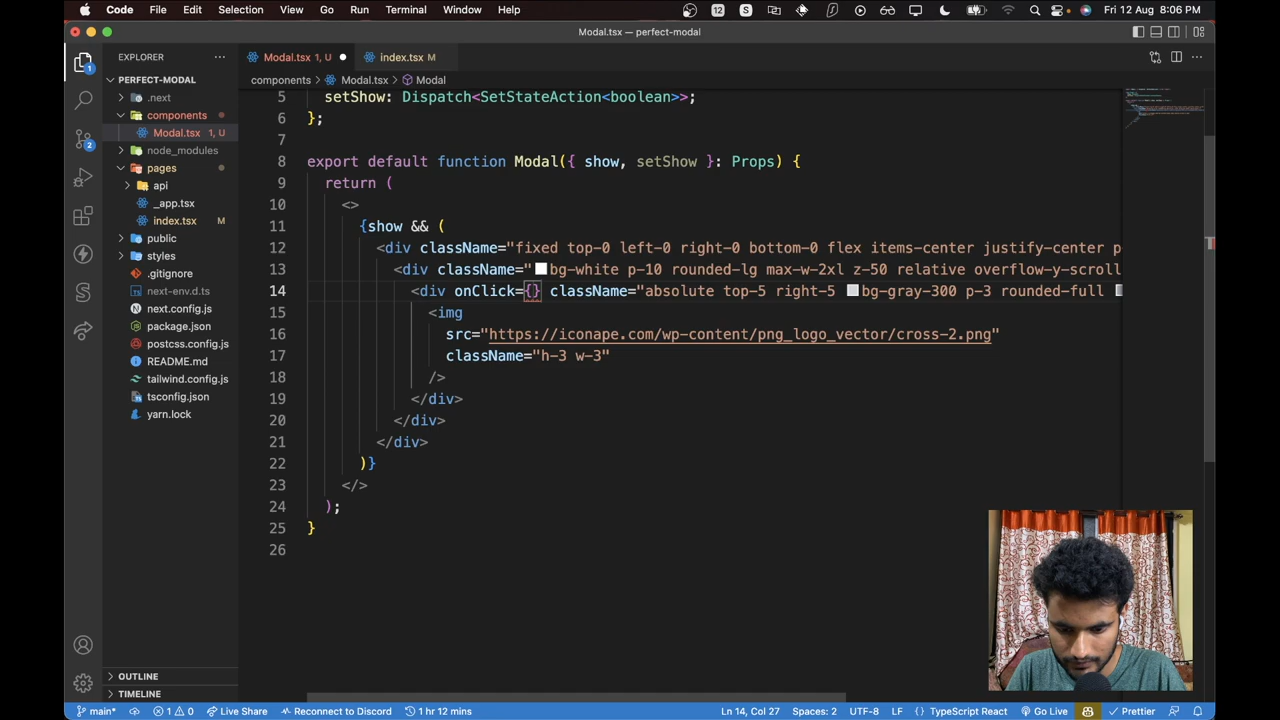 Code File Edit Selection View Go Run Terminal Window Help 12 S Fri 12 Aug 8:06 PM
Modal.tsx — perfect-modal
EXPLORER
Modal.tsx 1, U
index.tsx M
components > Modal.tsx > Modal
PERFECT-MODAL
.next
components
Modal.tsx 1, U
node_modules
pages
api
_app.tsx
index.tsx M
public
styles
.gitignore
next-env.d.ts
next.config.js
package.json
postcss.config.js
README.md
tailwind.config.js
tsconfig.json
yarn.lock
OUTLINE
TIMELINE
5 setShow: Dispatch<SetStateAction<boolean>>;
6 };
7
8 export default function Modal({ show, setShow }: Props) {
9 return (
10 <>
11 {show && (
12 <div className="fixed top-0 left-0 right-0 bottom-0 flex items-center justify-center p
13 <div className="bg-white p-10 rounded-lg max-w-2xl z-50 relative overflow-y-scroll
14 <div onClick={} className="absolute top-5 right-5 bg-gray-300 p-3 rounded-full
15 <img
16 src="https://iconape.com/wp-content/png_logo_vector/cross-2.png"
17 className="h-3 w-3"
18 />
19 </div>
20 </div>
21 </div>
22 )}
23 </>
24 );
25 }
26
1
2
main* 1 0 Live Share Reconnect to Discord 1 hr 12 mins Ln 14, Col 27 Spaces: 2 UTF-8 LF {} TypeScript React Go Live Prettier